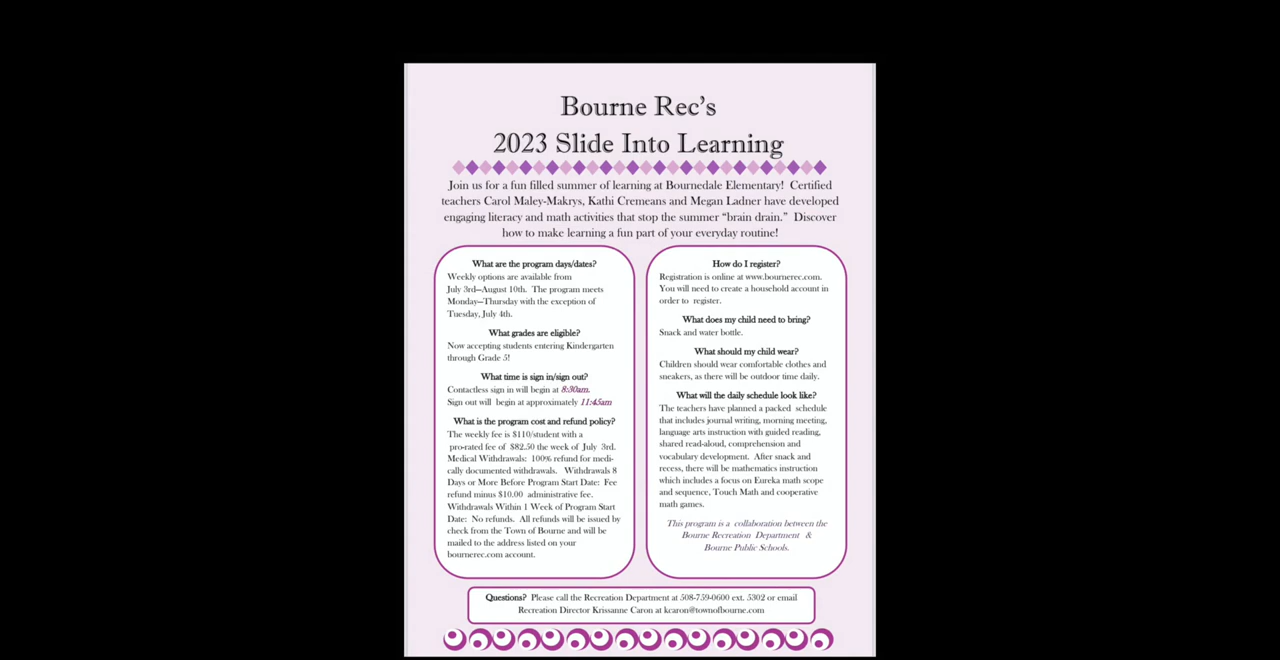 Bourne Rec's
2023 Slide Into Learning
Join us for a fun filled summer of learning at Bournedale Elementary! Certified
teachers Carol Maley-Makrys, Kathi Cremeans and Megan Ladner have developed
engaging literacy and math activities that stop the summer “brain drain.” Discover
how to make learning a fun part of your everyday routine!
What are the program days/dates?
Weekly options are available from
July 3rd—August 10th. The program meets
Monday—Thursday with the exception of
Tuesday, July 4th.
What grades are eligible?
Now accepting students entering Kindergarten
through Grade 5!
What time is sign in/sign out?
Contactless sign in will begin at 8:30am.
Sign out will begin at approximately 11:45am
What is the program cost and refund policy?
The weekly fee is $110/student with a
pro-rated fee of $82.50 the week of July 3rd.
Medical Withdrawals: 100% refund for medi-
cally documented withdrawals. Withdrawals 8
Days or More Before Program Start Date: Fee
refund minus $10.00 administrative fee.
Withdrawals Within 1 Week of Program Start
Date: No refunds. All refunds will be issued by
check from the Town of Bourne and will be
mailed to the address listed on your
bournerec.com account.
How do I register?
Registration is online at www.bournerec.com.
You will need to create a household account in
order to register.
What does my child need to bring?
Snack and water bottle.
What should my child wear?
Children should wear comfortable clothes and
sneakers, as there will be outdoor time daily.
What will the daily schedule look like?
The teachers have planned a packed schedule
that includes journal writing, morning meeting,
language arts instruction with guided reading,
shared read-aloud, comprehension and
vocabulary development. After snack and
recess, there will be mathematics instruction
which includes a focus on Eureka math scope
and sequence, Touch Math and cooperative
math games.
This program is a collaboration between the
Bourne Recreation Department &
Bourne Public Schools.
Questions? Please call the Recreation Department at 508-759-0600 ext. 5302 or email
Recreation Director Krissanne Caron at kcaron@townofbourne.com